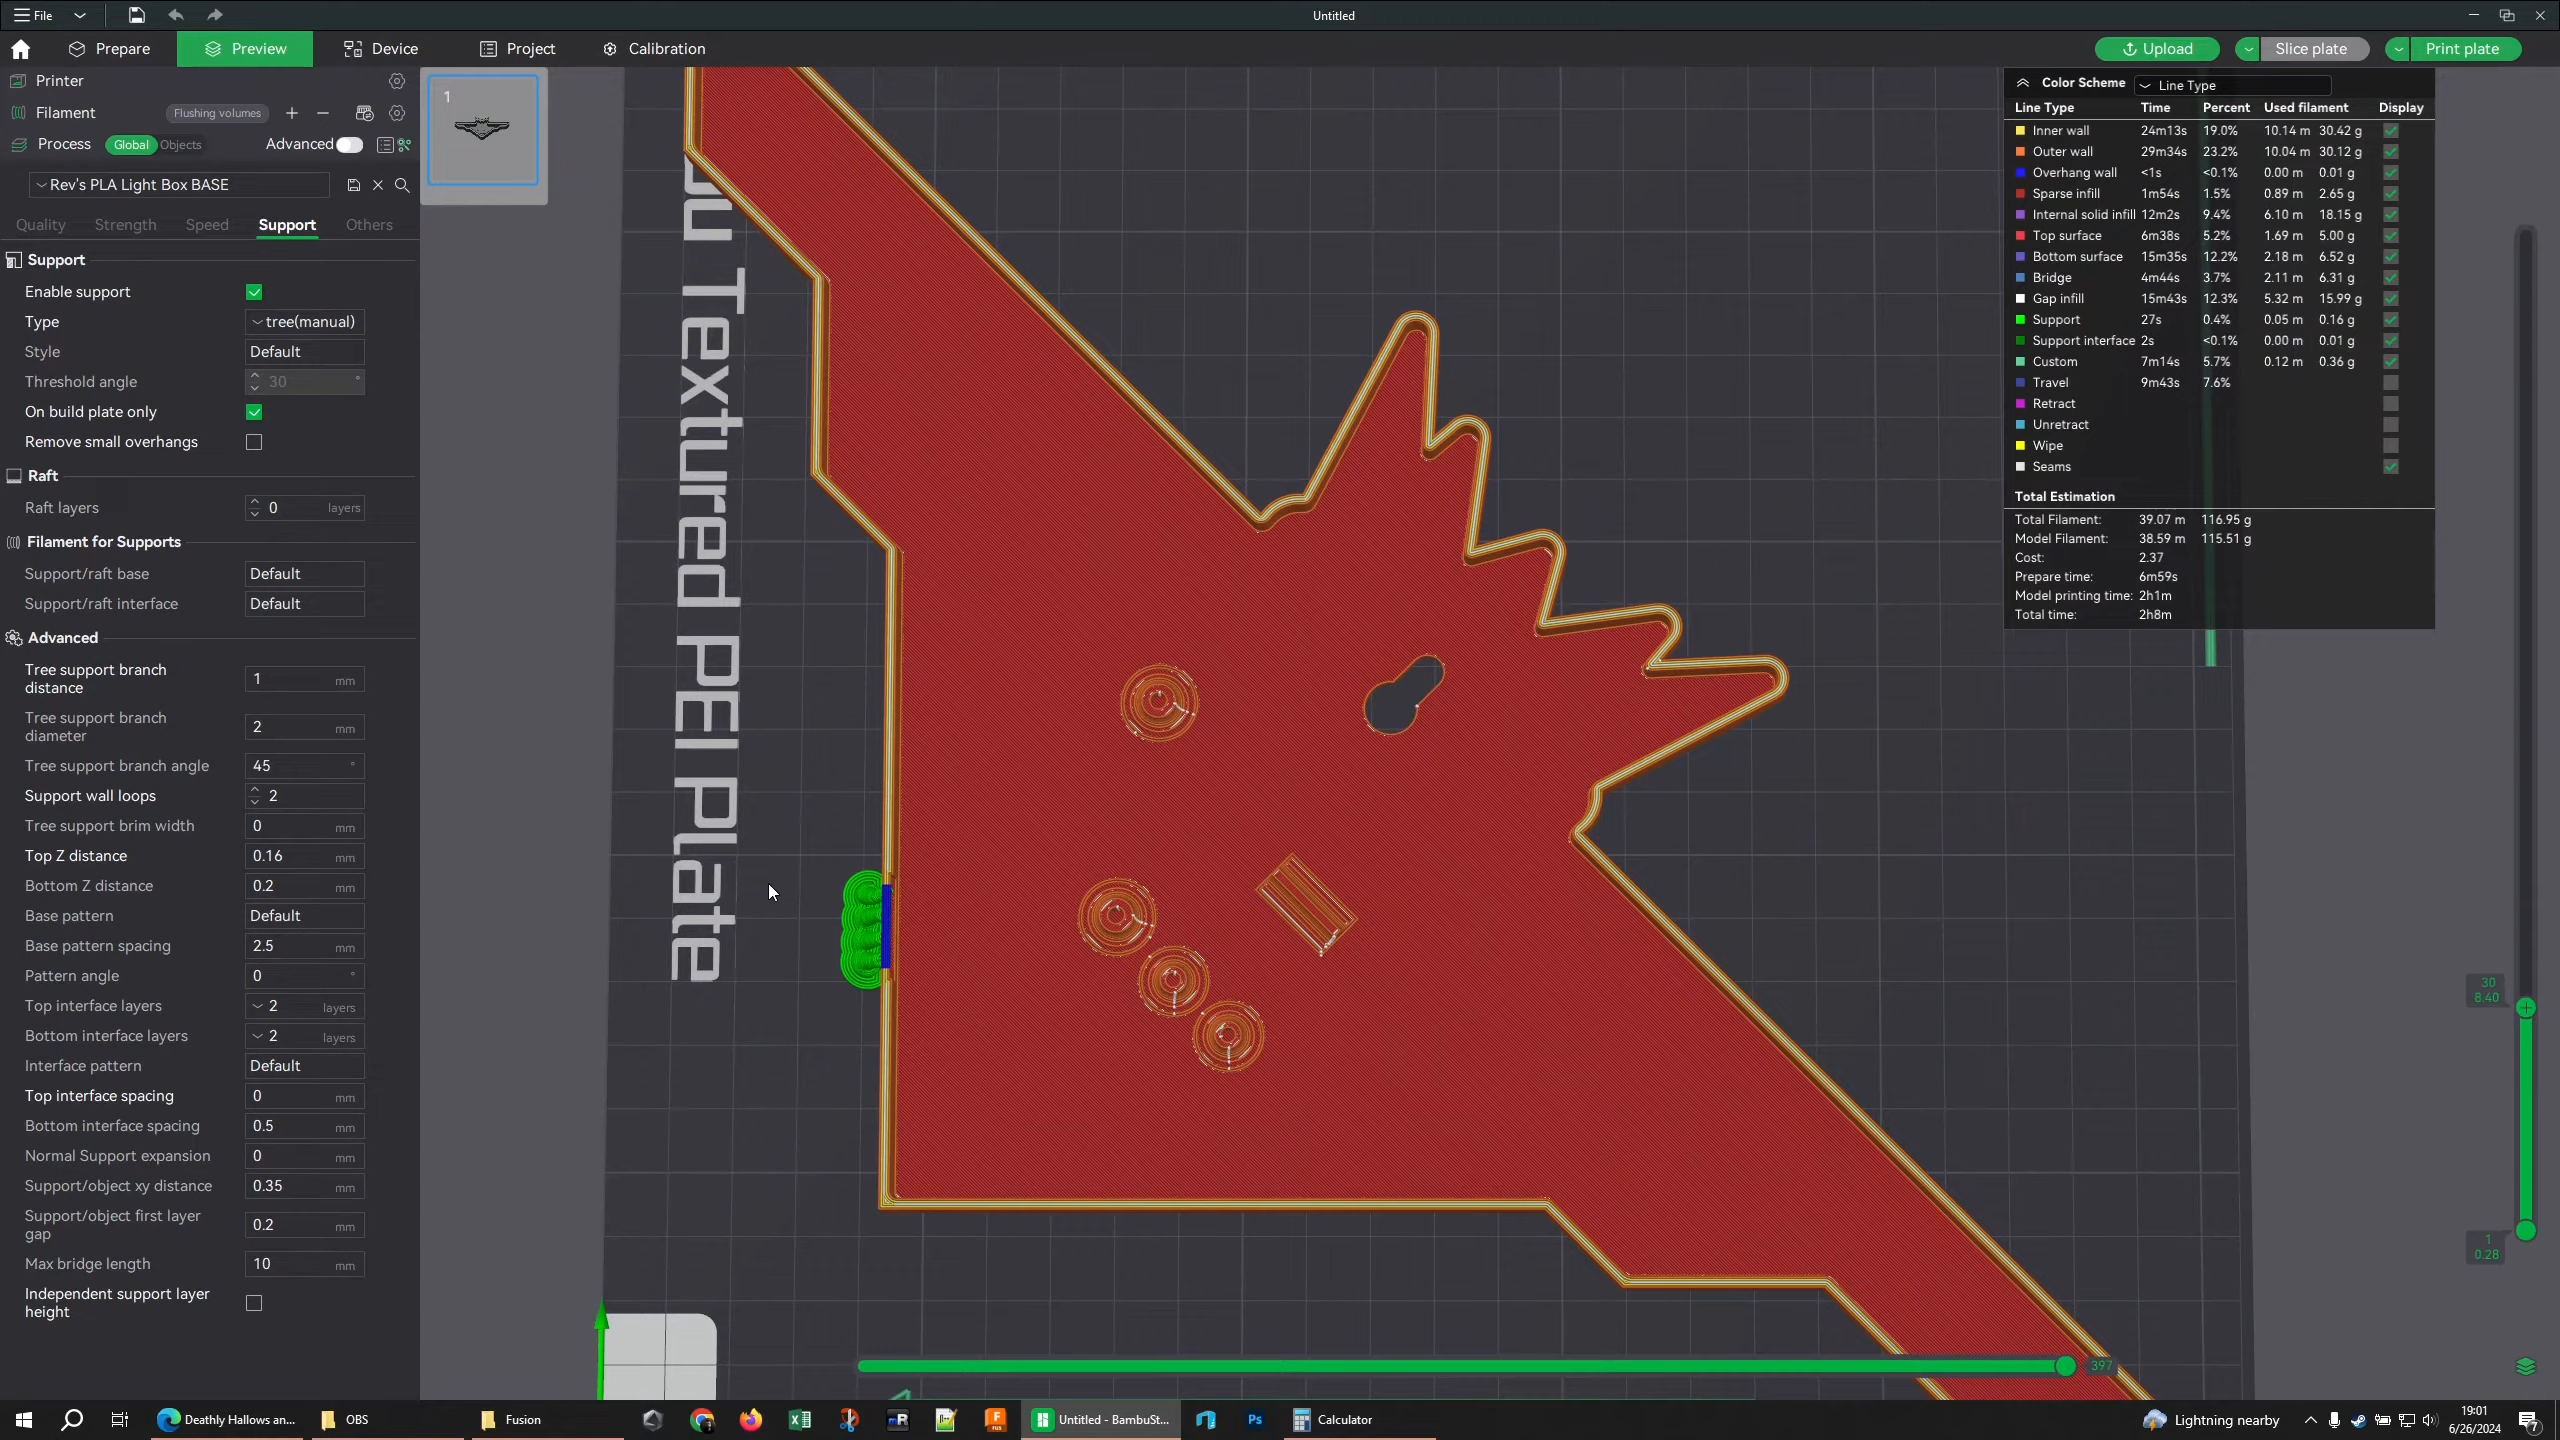 File
Untitled
Prepare
Preview
Device
Project
Calibration
Upload
Slice plate
Print plate
Printer
Filament
Flushing volumes
Process
Global
Objects
Advanced
Rev's PLA Light Box BASE
Quality
Strength
Speed
Support
Others
Support
Enable support
Type
tree(manual)
Style
Default
Threshold angle
30 °
On build plate only
Remove small overhangs
Raft
Raft layers
0 layers
Filament for Supports
Support/raft base
Default
Support/raft interface
Default
Advanced
Tree support branch
distance
1 mm
Tree support branch
diameter
2 mm
Tree support branch angle
45 °
Support wall loops
2
Tree support brim width
0 mm
Top Z distance
0.16 mm
Bottom Z distance
0.2 mm
Base pattern
Default
Base pattern spacing
2.5 mm
Pattern angle
0 °
Top interface layers
2 layers
Bottom interface layers
2 layers
Interface pattern
Default
Top interface spacing
0 mm
Bottom interface spacing
0.5 mm
Normal Support expansion
0 mm
Support/object xy distance
0.35 mm
Support/object first layer
gap
0.2 mm
Max bridge length
10 mm
Independent support layer
height
1
Textured PEI Plate
Color Scheme
Line Type
Line Type Time Percent Used filament Display
Inner wall 24m13s 19.0% 10.14 m 30.42 g
Outer wall 29m34s 23.2% 10.04 m 30.12 g
Overhang wall <1s <0.1% 0.00 m 0.01 g
Sparse infill 1m54s 1.5% 0.89 m 2.65 g
Internal solid infill 12m2s 9.4% 6.10 m 18.15 g
Top surface 6m38s 5.2% 1.69 m 5.00 g
Bottom surface 15m35s 12.2% 2.18 m 6.52 g
Bridge 4m44s 3.7% 2.11 m 6.31 g
Gap infill 15m43s 12.3% 5.32 m 15.99 g
Support 27s 0.4% 0.05 m 0.16 g
Support interface 2s <0.1% 0.00 m 0.01 g
Custom 7m14s 5.7% 0.12 m 0.36 g
Travel 9m43s 7.6%
Retract
Unretract
Wipe
Seams
Total Estimation
Total Filament: 39.07 m 116.95 g
Model Filament: 38.59 m 115.51 g
Cost: 2.37
Prepare time: 6m59s
Model printing time: 2h1m
Total time: 2h8m
30
8.40
1
0.28
397
Deathly Hallows an...
OBS
Fusion
Untitled - BambuSt...
Ps
Calculator
Lightning nearby
19:01
6/26/2024
7